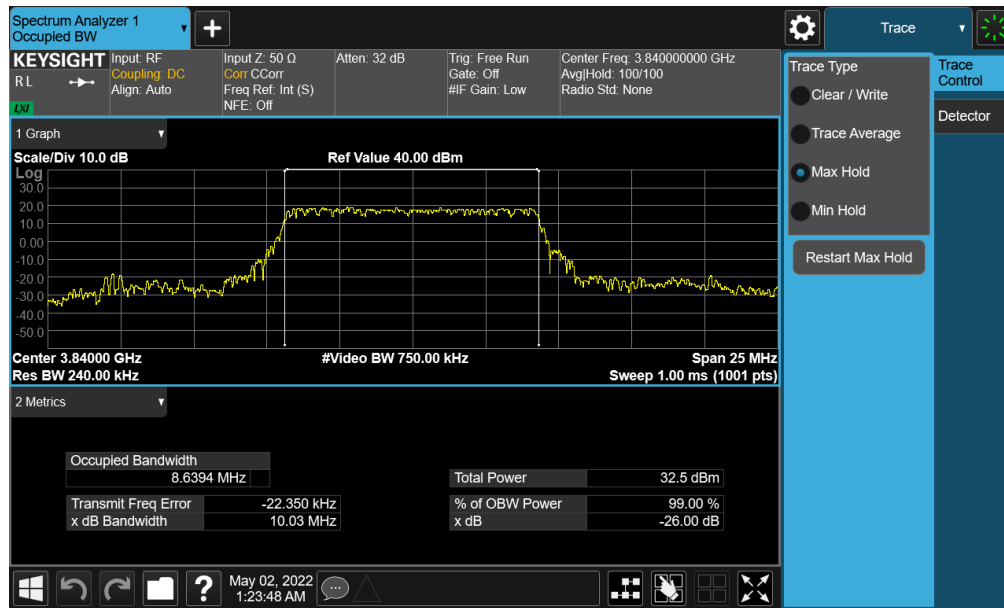 Spectrum Analyzer 1
Occupied BW
Trace
KEYSIGHT
R L
LXI
Input: RF
Coupling: DC
Align: Auto
Input Z: 50 Ω
Corr CCorr
Freq Ref: Int (S)
NFE: Off
Atten: 32 dB
Trig: Free Run
Gate: Off
#IF Gain: Low
Center Freq: 3.840000000 GHz
Avg|Hold: 100/100
Radio Std: None
Trace Type
Clear / Write
Trace Average
Max Hold
Min Hold
Restart Max Hold
Trace
Control
Detector
1 Graph
Scale/Div 10.0 dB
Ref Value 40.00 dBm
Log
30.0
20.0
10.0
0.00
-10.0
-20.0
-30.0
-40.0
-50.0
Center 3.84000 GHz
#Video BW 750.00 kHz
Span 25 MHz
Res BW 240.00 kHz
Sweep 1.00 ms (1001 pts)
2 Metrics
Occupied Bandwidth
8.6394 MHz
Total Power 32.5 dBm
Transmit Freq Error -22.350 kHz
% of OBW Power 99.00 %
x dB Bandwidth 10.03 MHz
x dB -26.00 dB
?
May 02, 2022
1:23:48 AM